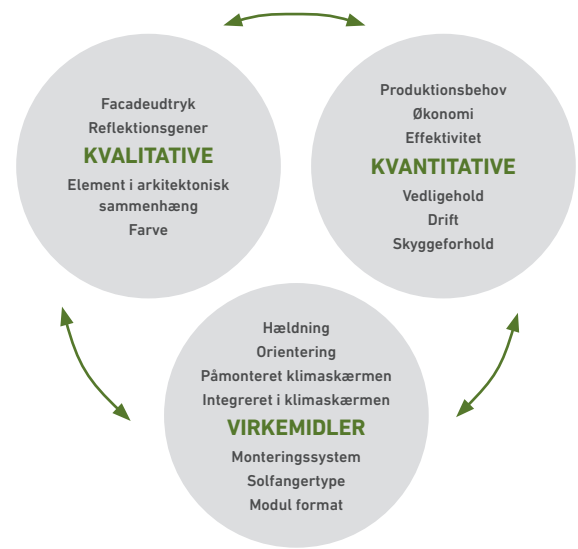 Facadeudtryk
Reflektionsgener
KVALITATIVE
Element i arkitektonisk
sammenhæng
Farve
Produktionsbehov
Økonomi
Effektivitet
KVANTITATIVE
Vedligehold
Drift
Skyggeforhold
Hældning
Orientering
Påmonteret klimaskærmen
Integreret i klimaskærmen
VIRKEMIDLER
Monteringssystem
Solfangertype
Modul format